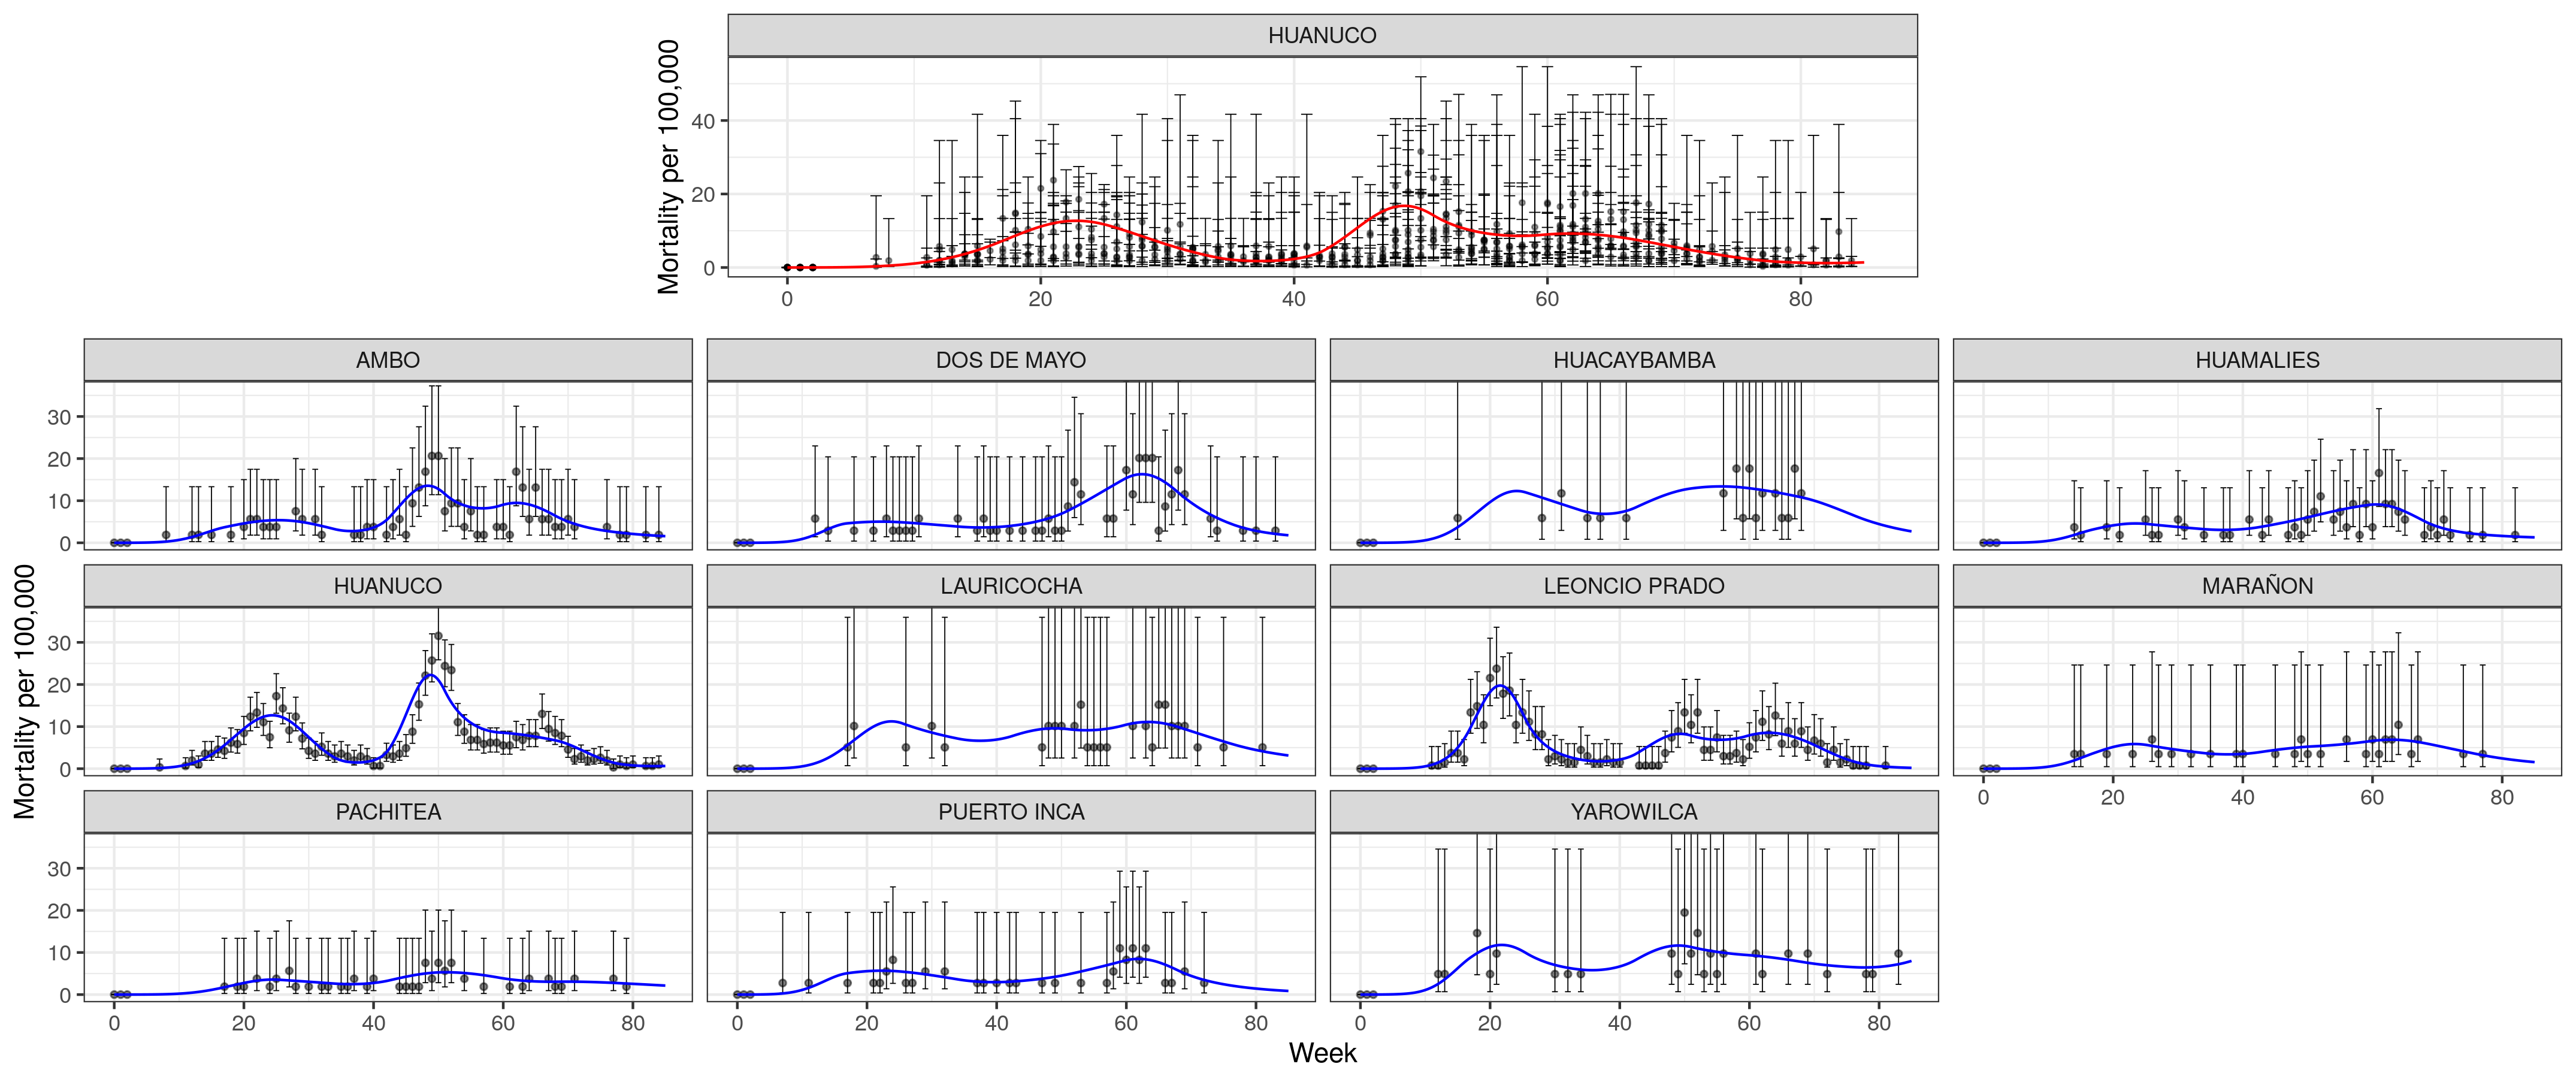 HUANUCO
Mortality per 100,000
40
20
0
0 20 40 60 80
AMBO DOS DE MAYO HUACAYBAMBA HUAMALIES
30
20
10
0
HUANUCO LAURICOCHA LEONCIO PRADO MARAÑON
Mortality per 100,000
30
20
10
0
0 20 40 60 80
PACHITEA PUERTO INCA YAROWILCA
30
20
10
0
0 20 40 60 80 0 20 40 60 80 0 20 40 60 80
Week